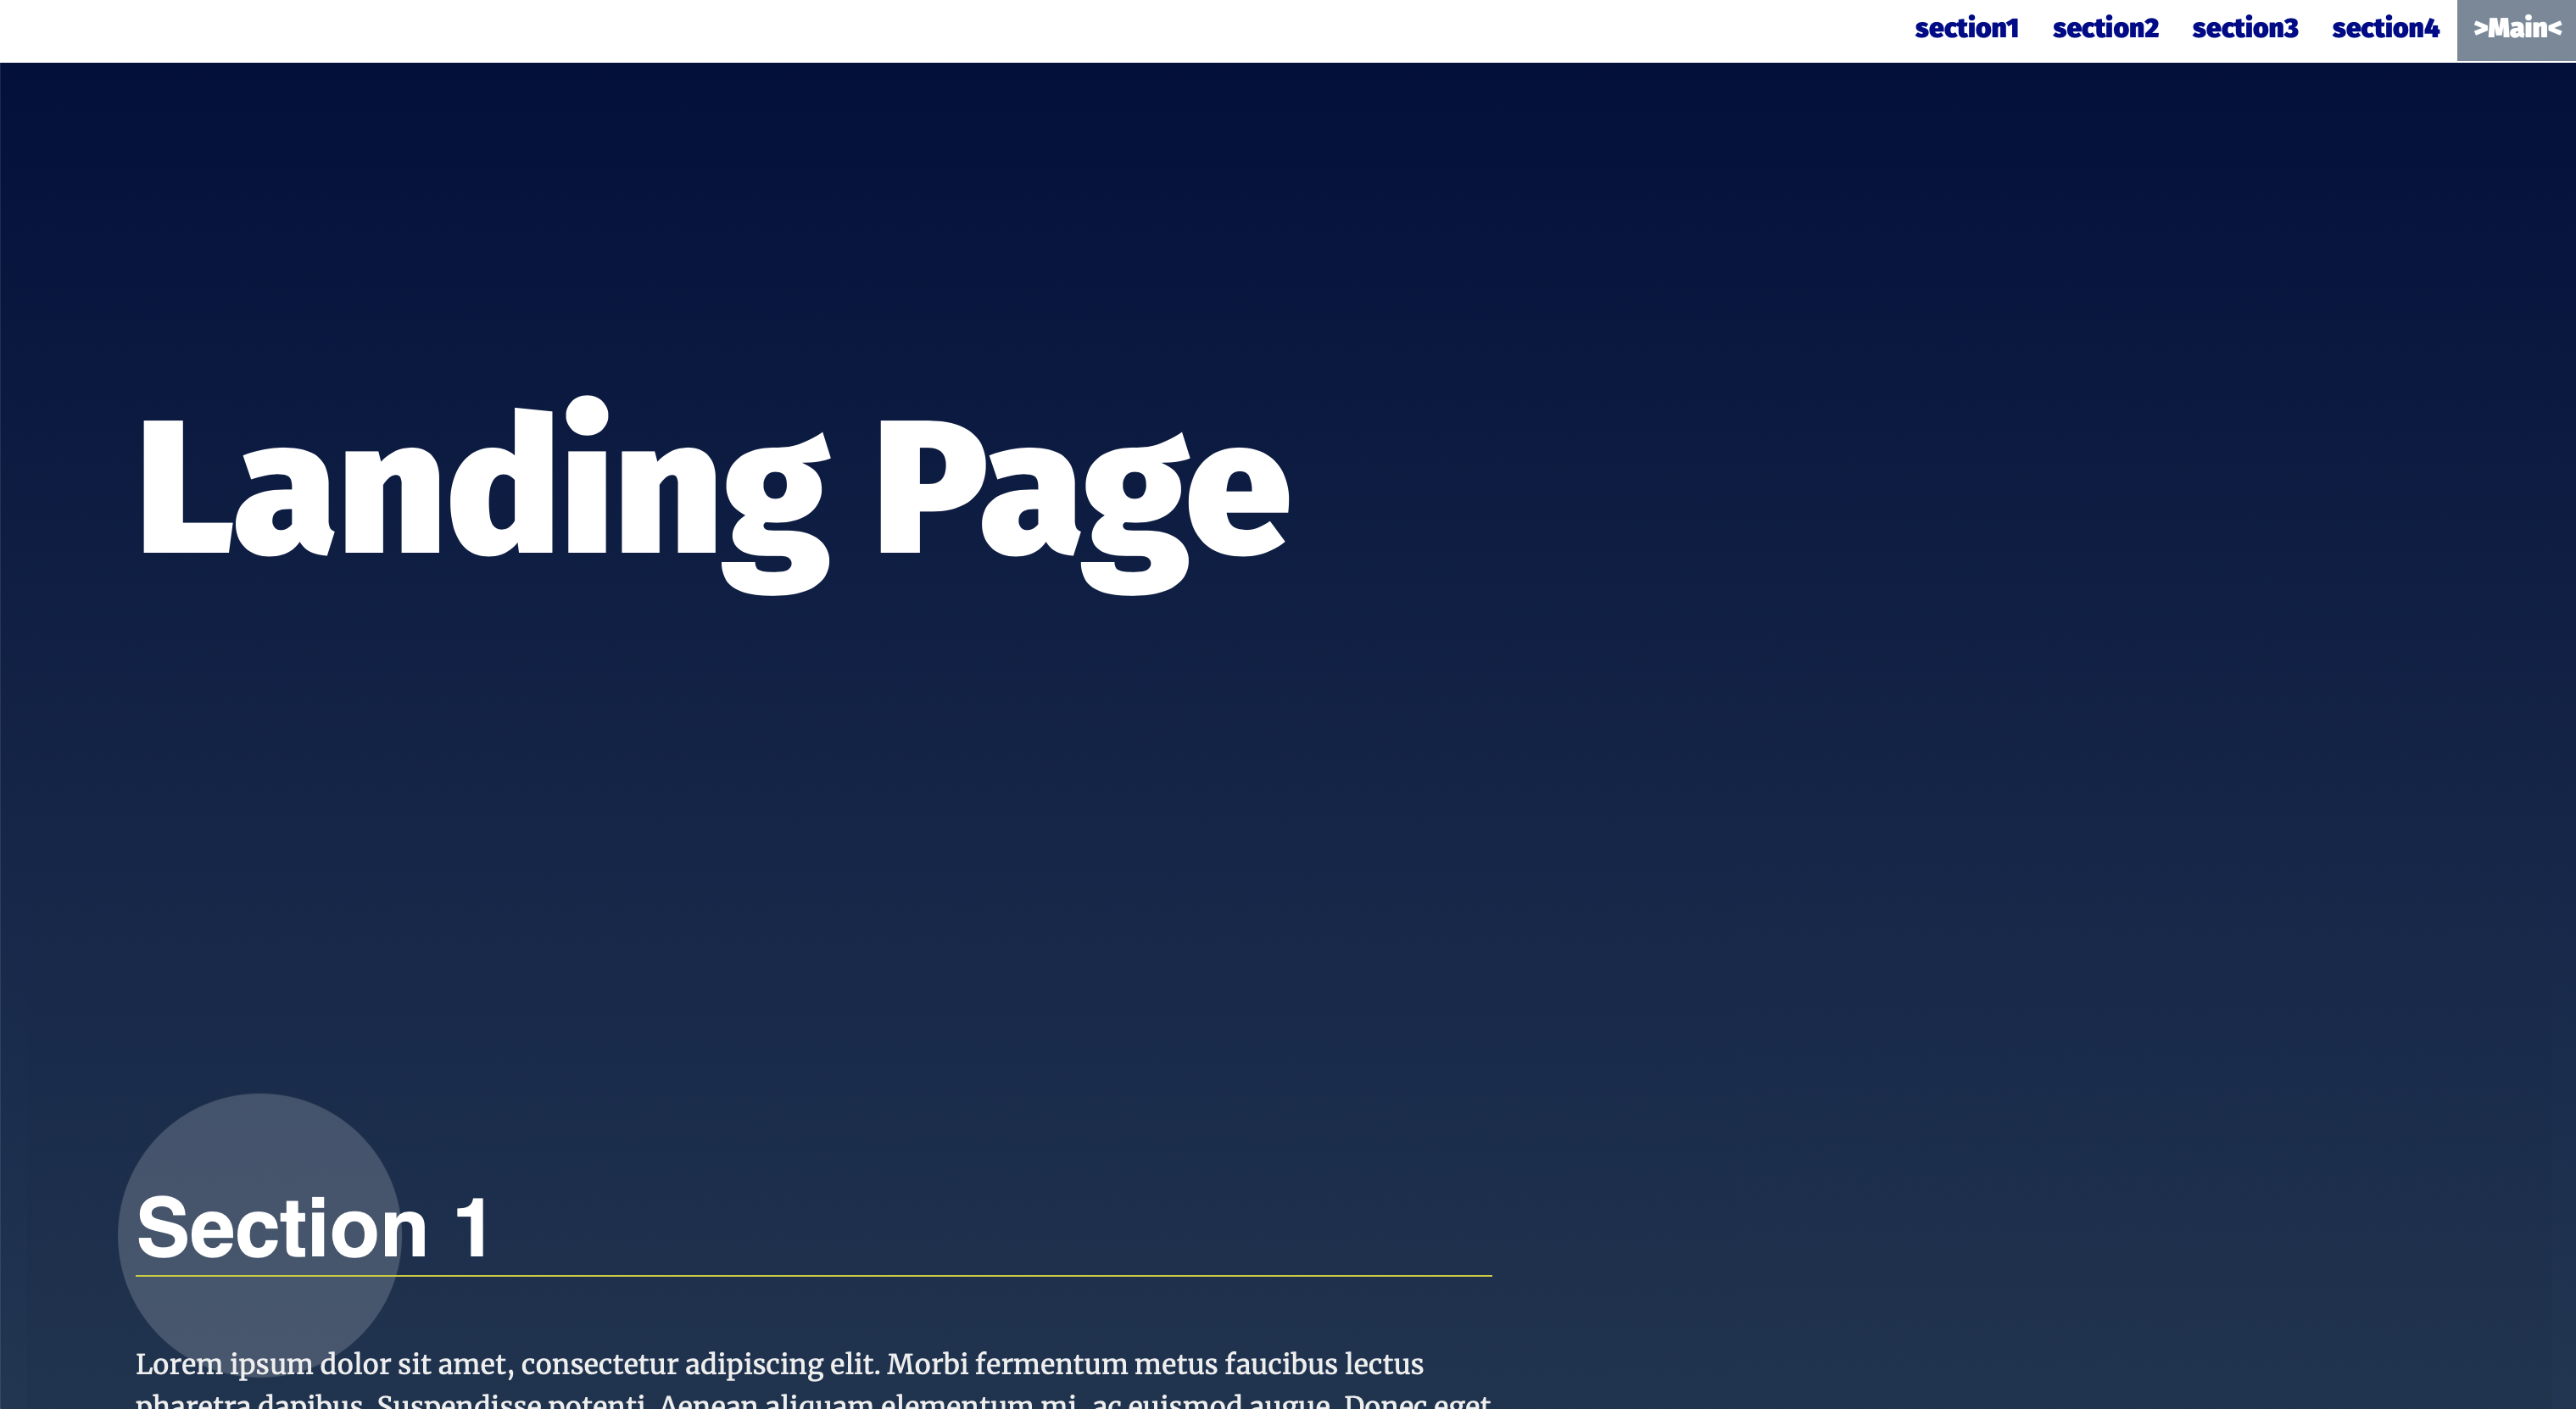 section1 section2 section3 section4 >Main<
Landing Page
Section 1
Lorem ipsum dolor sit amet, consectetur adipiscing elit. Morbi fermentum metus faucibus lectus
pharetra dapibus. Suspendisse potenti. Aenean aliquam elementum mi, ac euismod augue. Donec eget